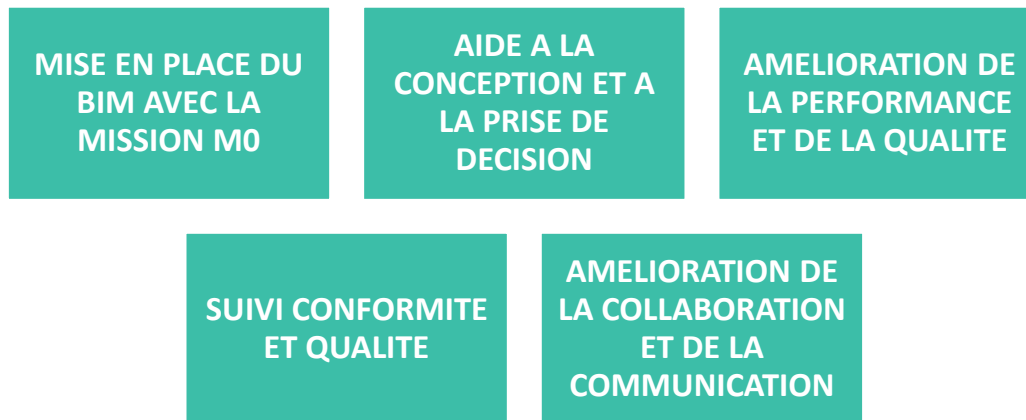 MISE EN PLACE DU
BIM AVEC LA
MISSION M0
AIDE A LA
CONCEPTION ET A
LA PRISE DE
DECISION
AMELIORATION DE
LA PERFORMANCE
ET DE LA QUALITE
SUIVI CONFORMITE
ET QUALITE
AMELIORATION DE
LA COLLABORATION
ET DE LA
COMMUNICATION